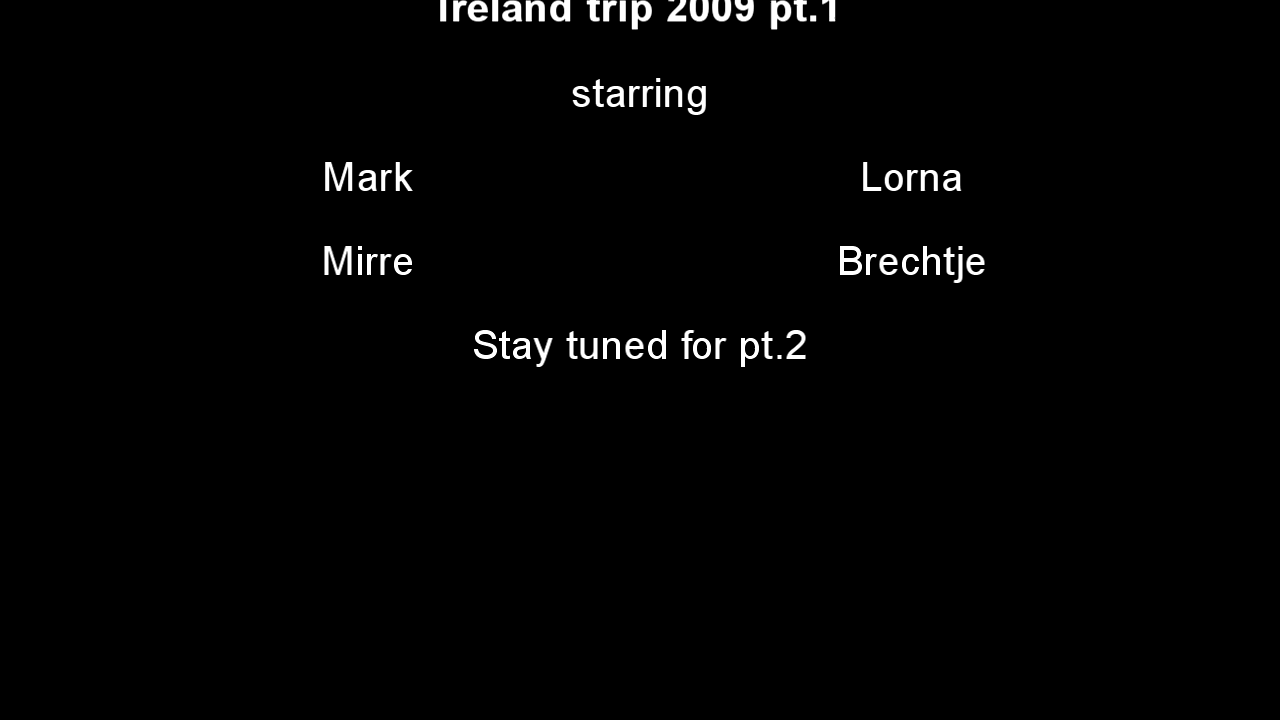 Ireland trip 2009 pt.1
starring
Mark Lorna
Mirre Brechtje
Stay tuned for pt.2